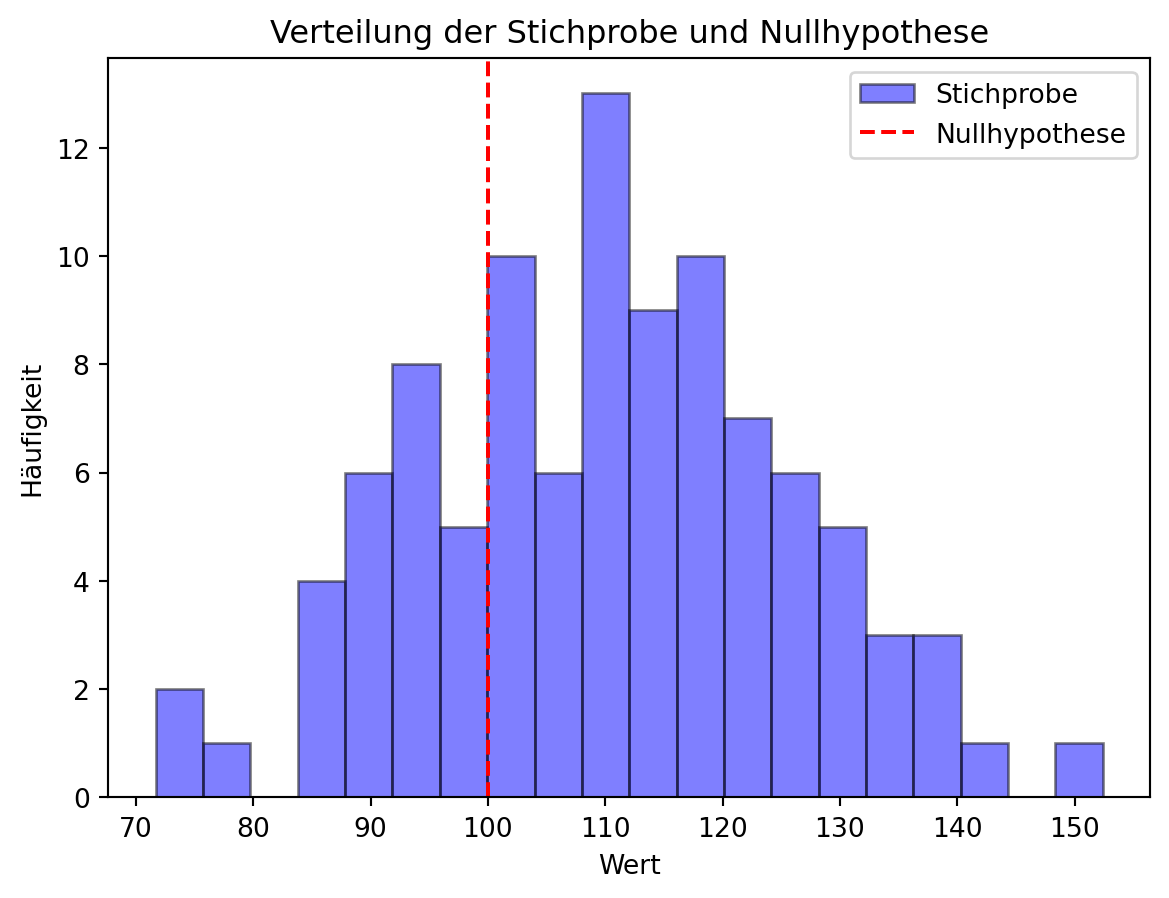 Verteilung der Stichprobe und Nullhypothese
Stichprobe
Nullhypothese
Häufigkeit
12
10
8
6
4
2
0
70 80 90 100 110 120 130 140 150
Wert